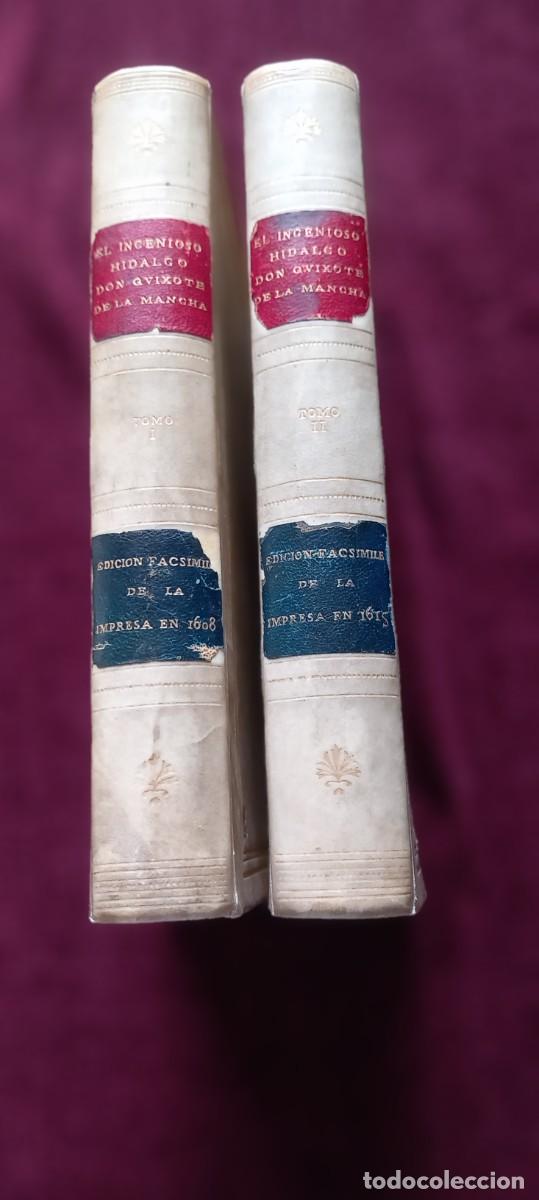 EL INGENIOSO
HIDALGO
DON QVIXOTE
DE LA MANCHA
TOMO
I
EDICION FACSIMILE
DE LA
IMPRESA EN 1608
EL INGENIOSO
HIDALGO
DON QVIXOTE
DE LA MANCHA
TOMO
II
EDICION FACSIMILE
DE LA
IMPRESA EN 1615
todocoleccion